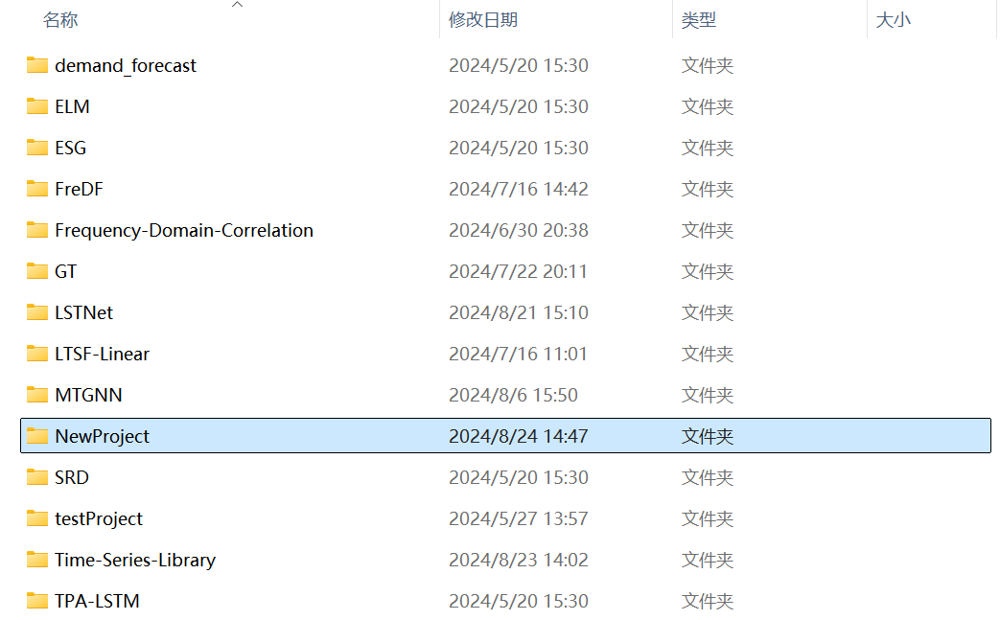 名称 修改日期 类型 大小
demand_forecast 2024/5/20 15:30 文件夹
ELM 2024/5/20 15:30 文件夹
ESG 2024/5/20 15:30 文件夹
FreDF 2024/7/16 14:42 文件夹
Frequency-Domain-Correlation 2024/6/30 20:38 文件夹
GT 2024/7/22 20:11 文件夹
LSTNet 2024/8/21 15:10 文件夹
LTSF-Linear 2024/7/16 11:01 文件夹
MTGNN 2024/8/6 15:50 文件夹
NewProject 2024/8/24 14:47 文件夹
SRD 2024/5/20 15:30 文件夹
testProject 2024/5/27 13:57 文件夹
Time-Series-Library 2024/8/23 14:02 文件夹
TPA-LSTM 2024/5/20 15:30 文件夹